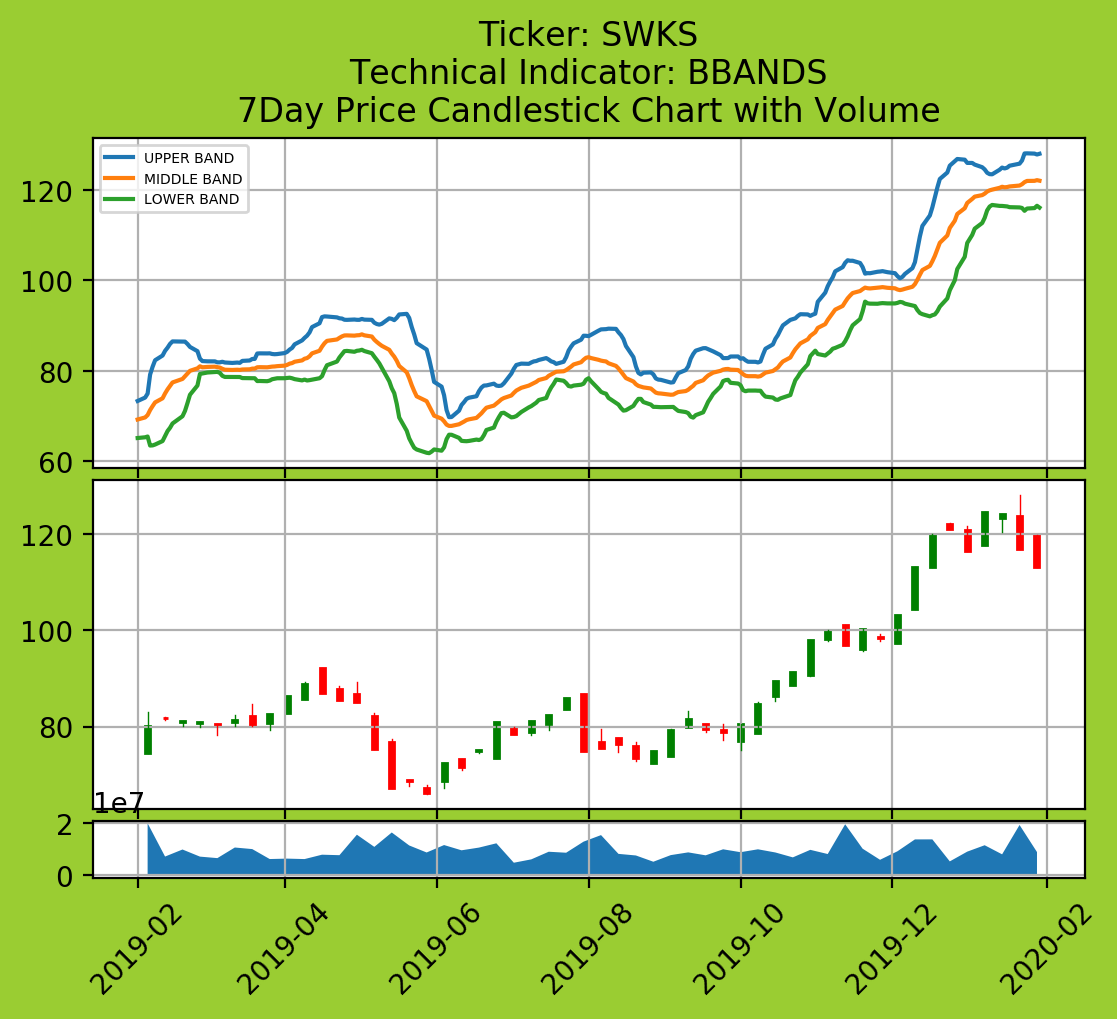 Ticker: SWKS
Technical Indicator: BBANDS
7Day Price Candlestick Chart with Volume
UPPER BAND
MIDDLE BAND
LOWER BAND
120
100
80
60
120
100
80
1e7
2
0
2019-02
2019-04
2019-06
2019-08
2019-10
2019-12
2020-02